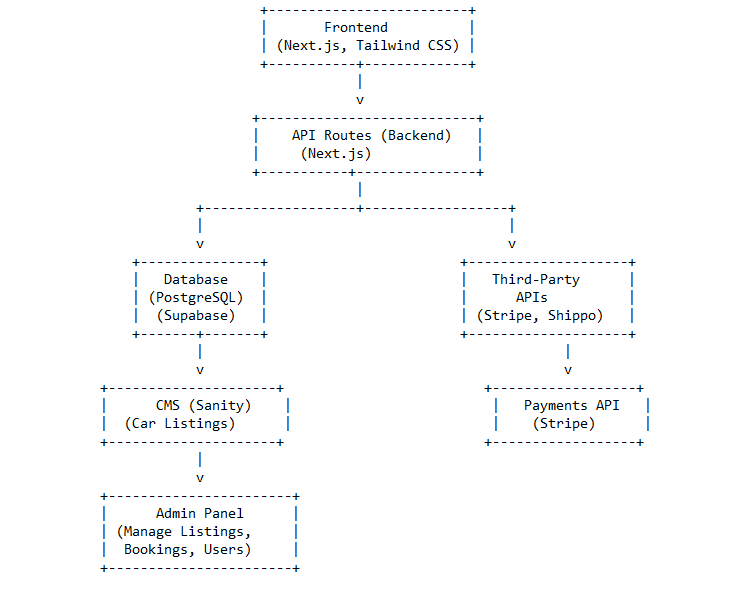 Frontend
(Next.js, Tailwind CSS)
v
API Routes (Backend)
(Next.js)
v
v
Database
(PostgreSQL)
(Supabase)
Third-Party
APIs
(Stripe, Shippo)
v
v
CMS (Sanity)
(Car Listings)
Payments API
(Stripe)
v
Admin Panel
(Manage Listings,
Bookings, Users)